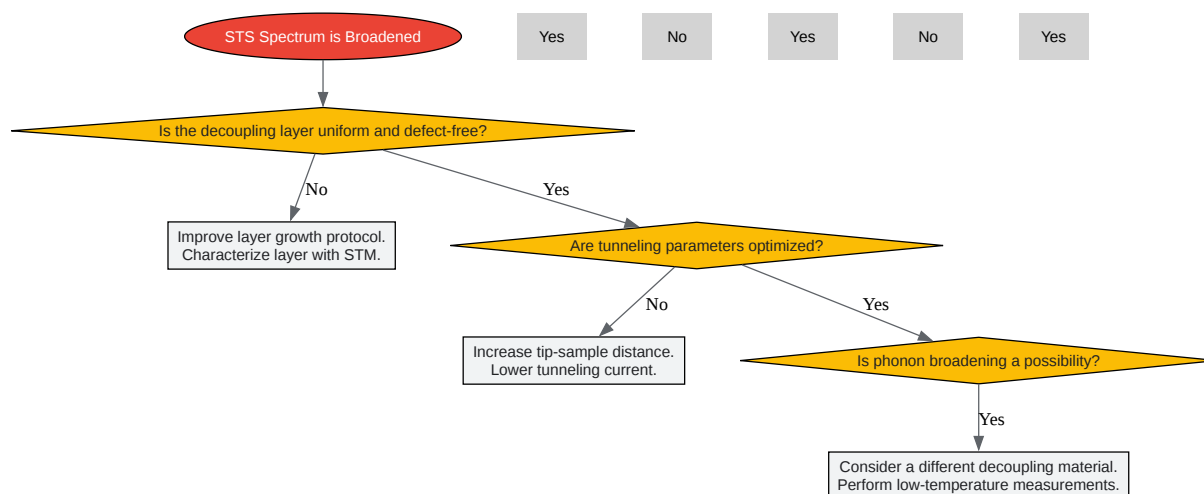 STS Spectrum is Broadened
Yes
No
Yes
No
Yes
Is the decoupling layer uniform and defect-free?
No
Yes
Improve layer growth protocol.
Characterize layer with STM.
Are tunneling parameters optimized?
No
Yes
Increase tip-sample distance.
Lower tunneling current.
Is phonon broadening a possibility?
Yes
Consider a different decoupling material.
Perform low-temperature measurements.